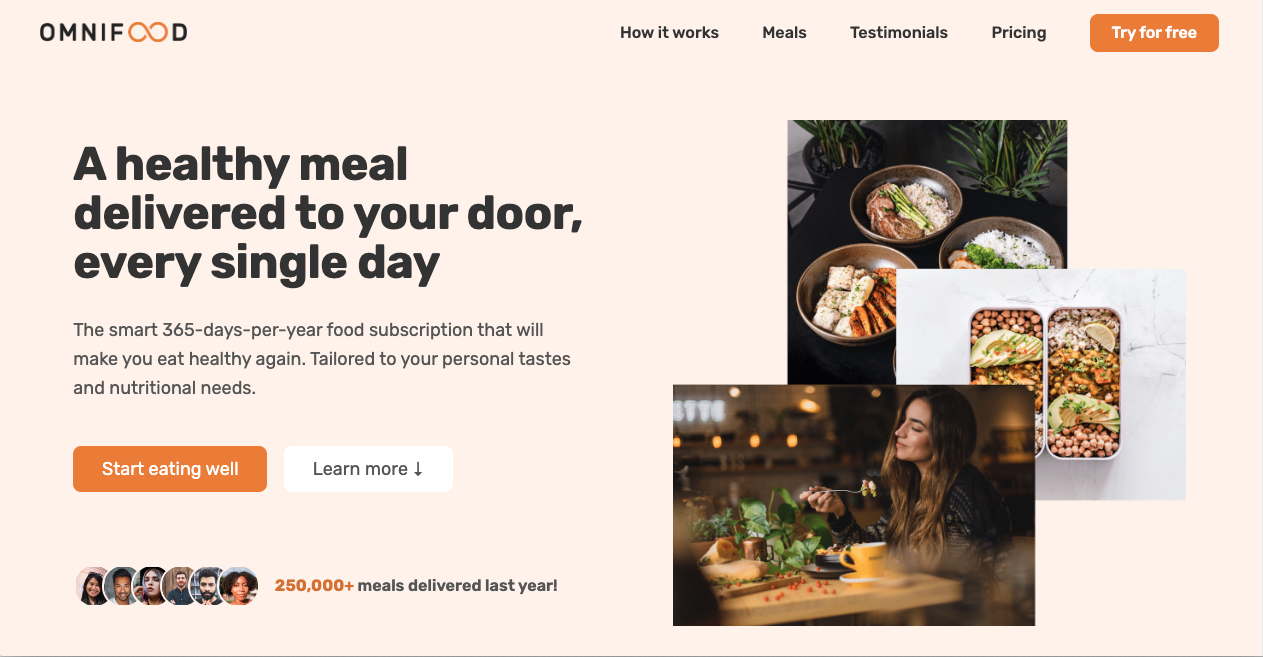 OMNIFOOD
How it works
Meals
Testimonials
Pricing
Try for free
A healthy meal
delivered to your door,
every single day
The smart 365-days-per-year food subscription that will
make you eat healthy again. Tailored to your personal tastes
and nutritional needs.
Start eating well
Learn more ↓
250,000+ meals delivered last year!